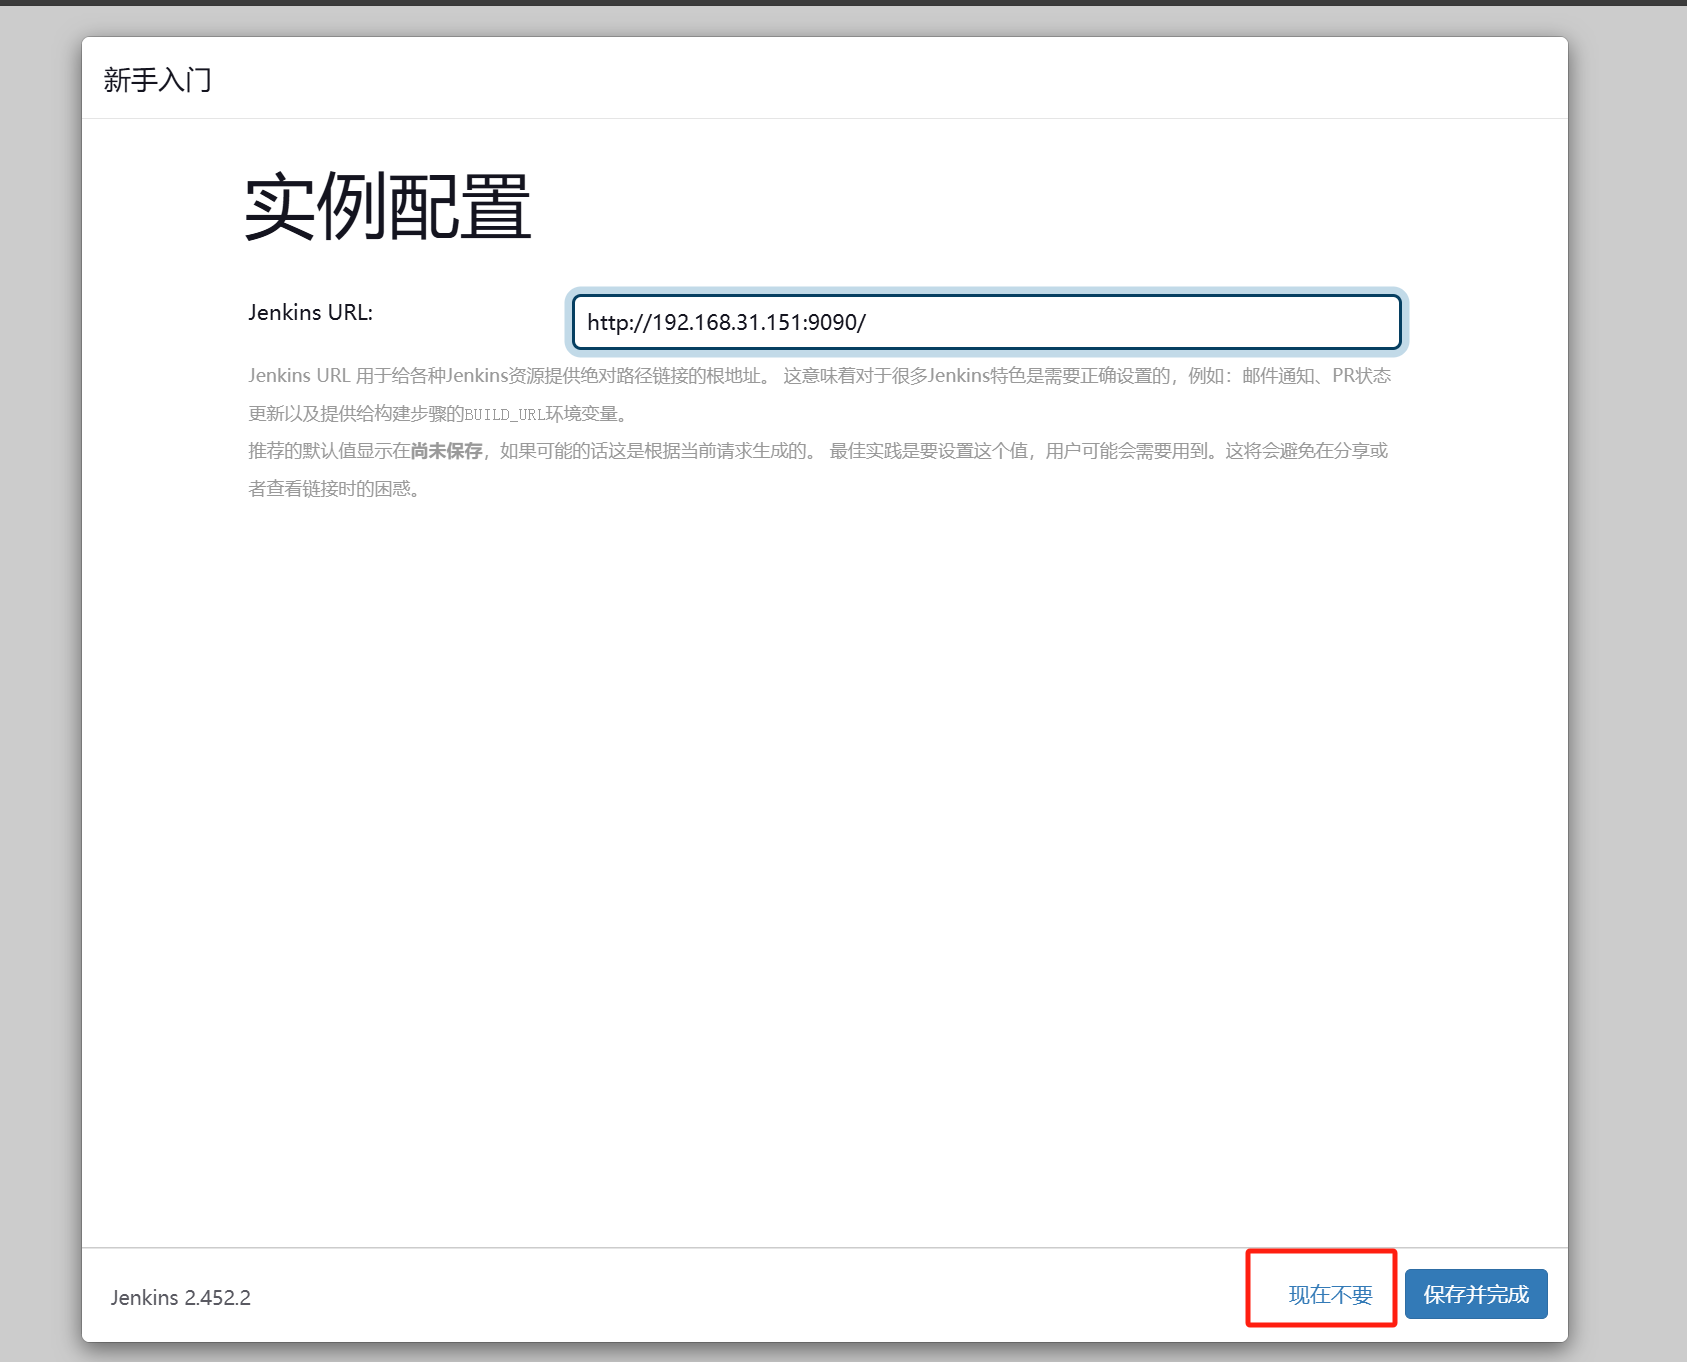 新手入门
实例配置
Jenkins URL:
http://192.168.31.151:9090/
Jenkins URL 用于给各种Jenkins资源提供绝对路径链接的根地址。 这意味着对于很多Jenkins特色是需要正确设置的，例如：邮件通知、PR状态
更新以及提供给构建步骤的BUILD_URL环境变量。
推荐的默认值显示在尚未保存，如果可能的话这是根据当前请求生成的。 最佳实践是要设置这个值，用户可能会需要用到。这将会避免在分享或
者查看链接时的困惑。
Jenkins 2.452.2
现在不要
保存并完成